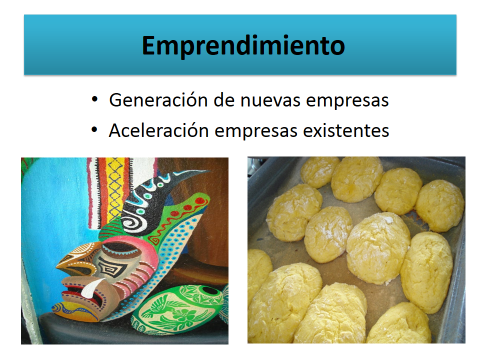 Emprendimiento
• Generación de nuevas empresas
• Aceleración empresas existentes